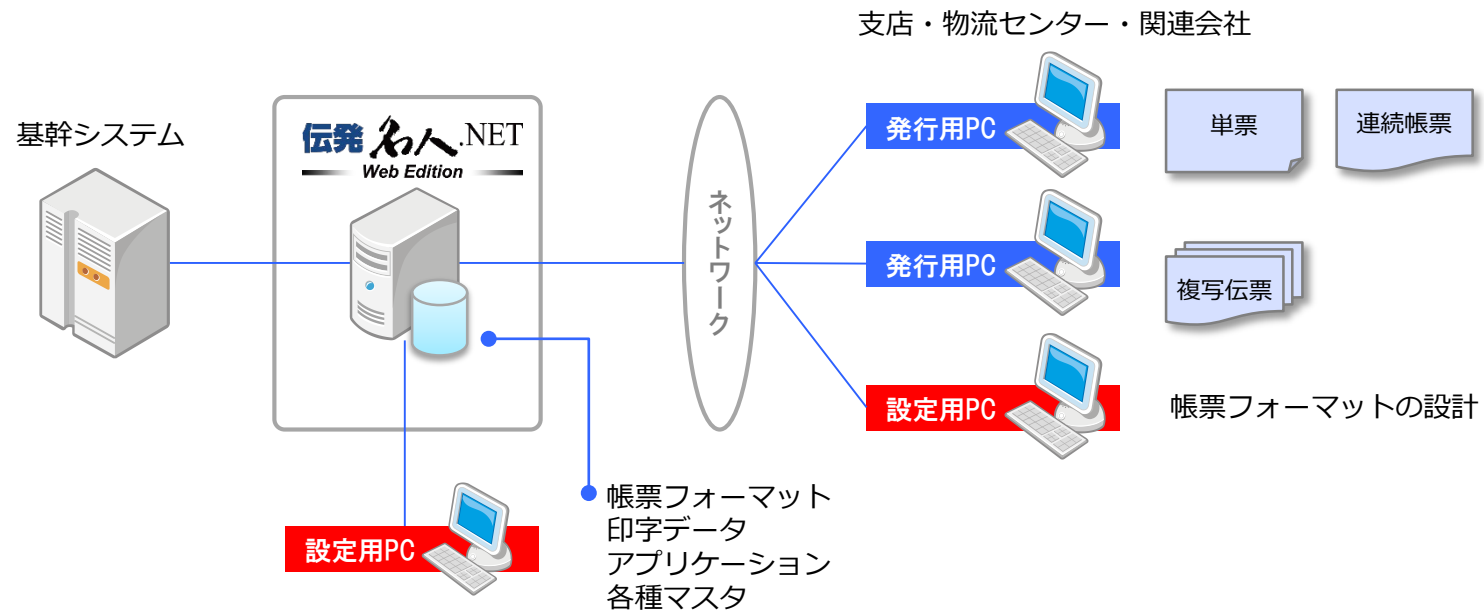 支店・物流センター・関連会社
基幹システム
伝発名人.NET
Web Edition
ネットワーク
発行用PC
単票
連続帳票
発行用PC
複写伝票
設定用PC
帳票フォーマットの設計
設定用PC
帳票フォーマット
印字データ
アプリケーション
各種マスタ